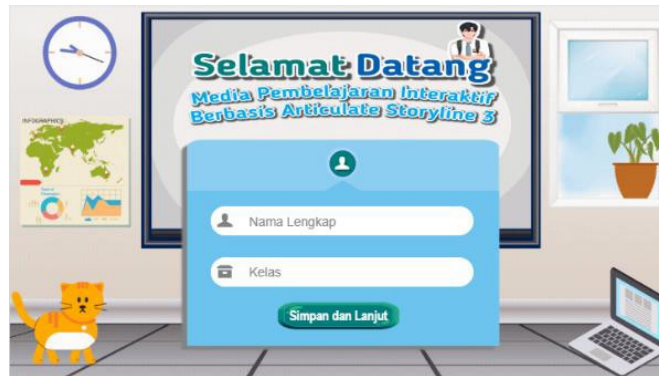 Selamat Datang
Media Pembelajaran Interaktif
Berbasis Articulate Storyline 3
INFOGRAPHICS
Nama Lengkap
Kelas
Simpan dan Lanjut